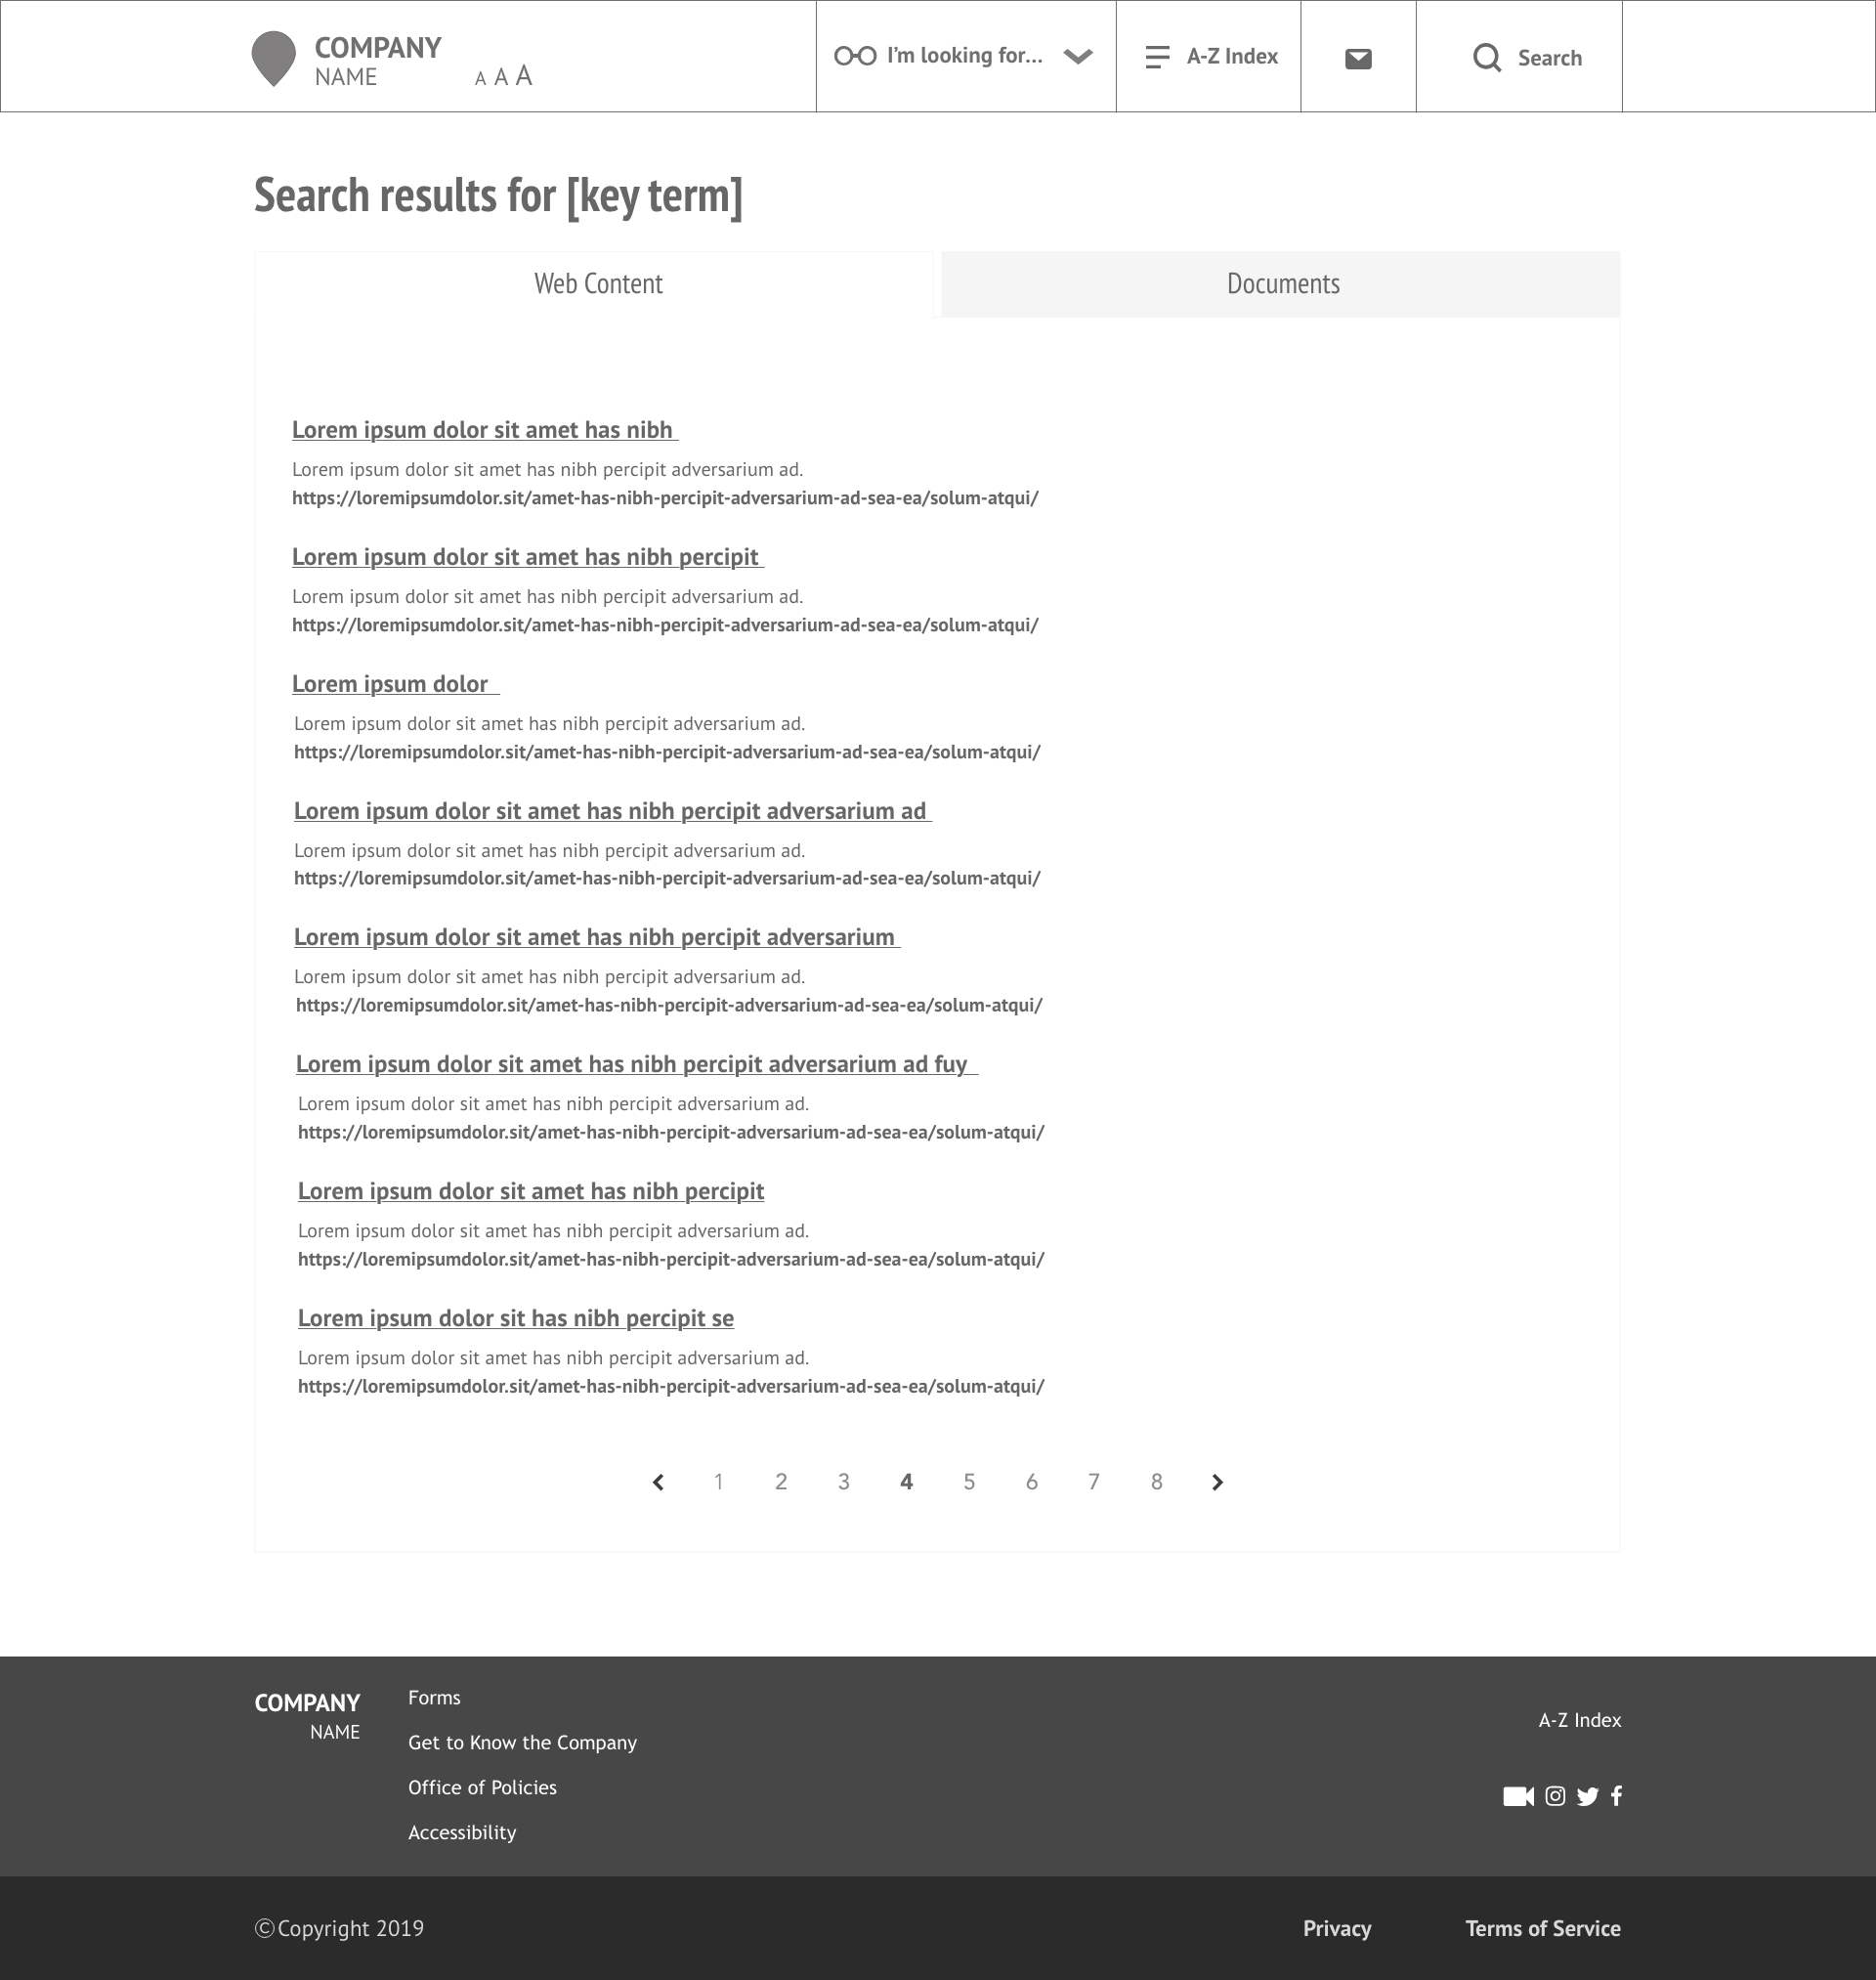 COMPANY
NAME
A A A
I’m looking for...
A-Z Index
Search
Search results for [key term]
Web Content
Documents
Lorem ipsum dolor sit amet has nibh
Lorem ipsum dolor sit amet has nibh percipit adversarium ad.
https://loremipsumdolor.sit/amet-has-nibh-percipit-adversarium-ad-sea-ea/solum-atqui/
Lorem ipsum dolor sit amet has nibh percipit
Lorem ipsum dolor sit amet has nibh percipit adversarium ad.
https://loremipsumdolor.sit/amet-has-nibh-percipit-adversarium-ad-sea-ea/solum-atqui/
Lorem ipsum dolor
Lorem ipsum dolor sit amet has nibh percipit adversarium ad.
https://loremipsumdolor.sit/amet-has-nibh-percipit-adversarium-ad-sea-ea/solum-atqui/
Lorem ipsum dolor sit amet has nibh percipit adversarium ad
Lorem ipsum dolor sit amet has nibh percipit adversarium ad.
https://loremipsumdolor.sit/amet-has-nibh-percipit-adversarium-ad-sea-ea/solum-atqui/
Lorem ipsum dolor sit amet has nibh percipit adversarium
Lorem ipsum dolor sit amet has nibh percipit adversarium ad.
https://loremipsumdolor.sit/amet-has-nibh-percipit-adversarium-ad-sea-ea/solum-atqui/
Lorem ipsum dolor sit amet has nibh percipit adversarium ad fuy
Lorem ipsum dolor sit amet has nibh percipit adversarium ad.
https://loremipsumdolor.sit/amet-has-nibh-percipit-adversarium-ad-sea-ea/solum-atqui/
Lorem ipsum dolor sit amet has nibh percipit
Lorem ipsum dolor sit amet has nibh percipit adversarium ad.
https://loremipsumdolor.sit/amet-has-nibh-percipit-adversarium-ad-sea-ea/solum-atqui/
Lorem ipsum dolor sit has nibh percipit se
Lorem ipsum dolor sit amet has nibh percipit adversarium ad.
https://loremipsumdolor.sit/amet-has-nibh-percipit-adversarium-ad-sea-ea/solum-atqui/
1 2 3 4 5 6 7 8
COMPANY
NAME
Forms
Get to Know the Company
Office of Policies
Accessibility
A-Z Index
©Copyright 2019
Privacy
Terms of Service